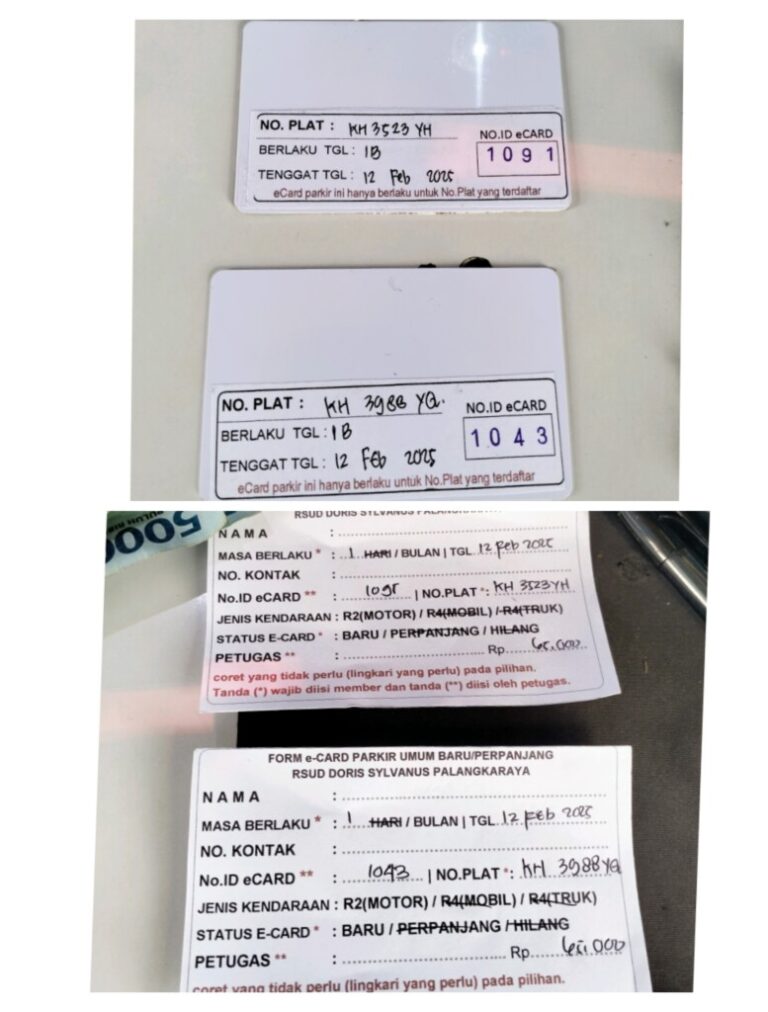 NO. PLAT : KH 3523 YH
NO.ID eCARD
BERLAKU TGL : 1B
1091
TENGGAT TGL : 12 Feb 2025
eCard parkir ini hanya berlaku untuk No.Plat yang terdaftar
NO. PLAT : KH 3988 YQ.
NO.ID eCARD
BERLAKU TGL : 1B
1043
TENGGAT TGL : 12 Feb 2025
eCard parkir ini hanya berlaku untuk No.Plat yang terdaftar
RSUD DORIS SYLVANUS
5000
NAMA :
MASA BERLAKU * : 1 HARI / BULAN | TGL 12 Feb 2025
NO. KONTAK :
No.ID eCARD ** : | NO.PLAT *: KH 3523 YH
JENIS KENDARAAN : R2(MOTOR) / R4(MOBIL) / R4(TRUK)
STATUS E-CARD * : BARU / PERPANJANG / HILANG
PETUGAS ** : Rp. 65.000
coret yang tidak perlu (lingkari yang perlu) pada pilihan.
Tanda (*) wajib diisi member dan tanda (**) diisi oleh petugas.
FORM e-CARD PARKIR UMUM BARU/PERPANJANG
RSUD DORIS SYLVANUS PALANGKARAYA
NAMA :
MASA BERLAKU * : 1 HARI / BULAN | TGL 12 Feb 2025
NO. KONTAK :
No.ID eCARD ** : 1043 | NO.PLAT *: KH 3988 YQ
JENIS KENDARAAN : R2(MOTOR) / R4(MOBIL) / R4(TRUK)
STATUS E-CARD * : BARU / PERPANJANG / HILANG
PETUGAS ** : Rp. 65.000
coret yang tidak perlu (lingkari yang perlu) pada pilihan.